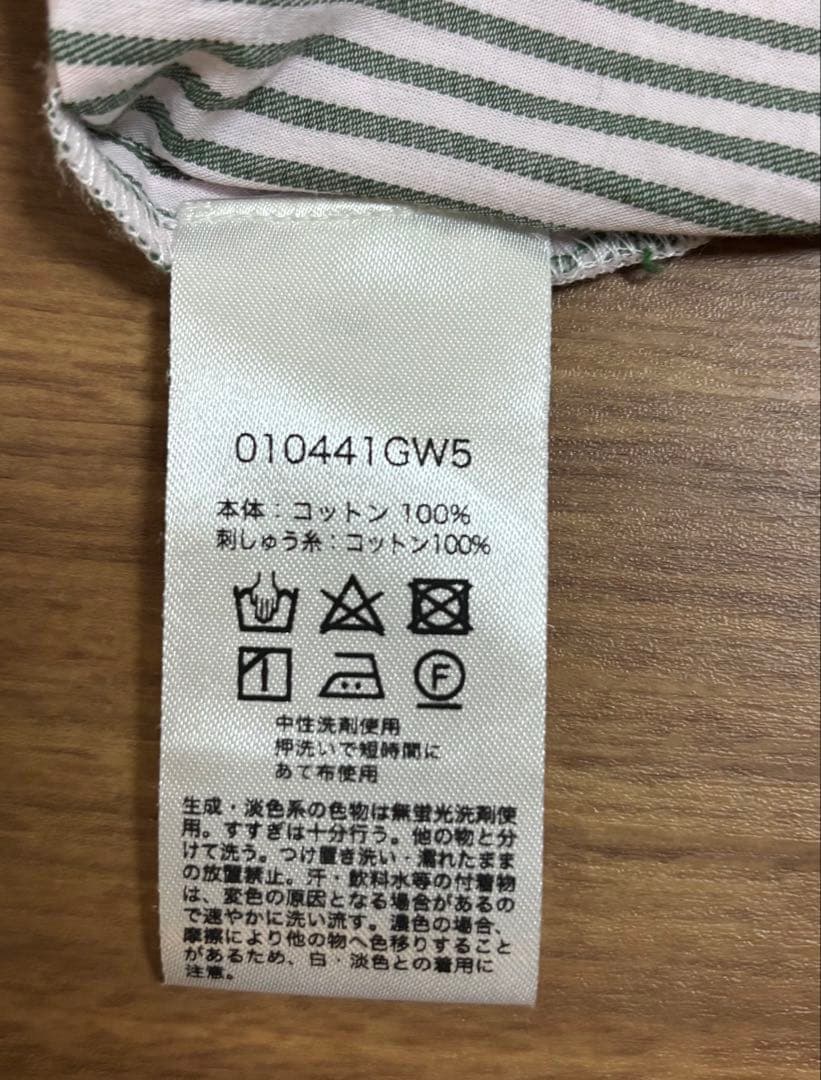 010441GW5
本体：コットン 100%
刺しゅう糸：コットン100%
F
中性洗剤使用
押洗いで短時間に
あて布使用
生成・淡色系の色物は無蛍光洗剤使
用。すすぎは十分行う。他の物と分
けて洗う。つけ置き洗い・濡れたまま
の放置禁止。汗・飲料水等の付着物
は、変色の原因となる場合があるの
で速やかに洗い流す。濃色の場合、
摩擦により他の物へ色移りすること
があるため、白・淡色との着用に
注意。